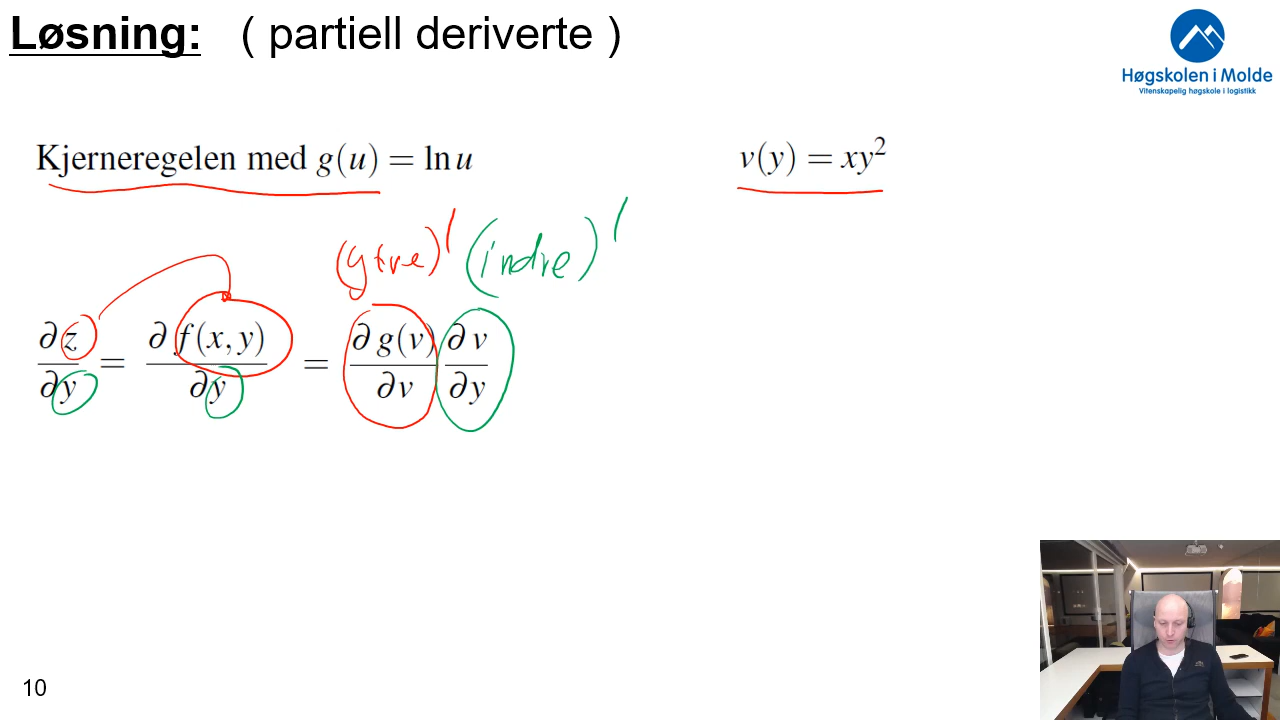 Løsning: ( partiell deriverte )
Høgskolen i Molde
Vitenskapelig høgskole i logistikk
Kjerneregelen med g(u) = ln u
v(y) = xy²
(ytre)' (indre)'
∂z/∂y = ∂f(x, y)/∂y = ∂g(v)/∂v ∂v/∂y
10